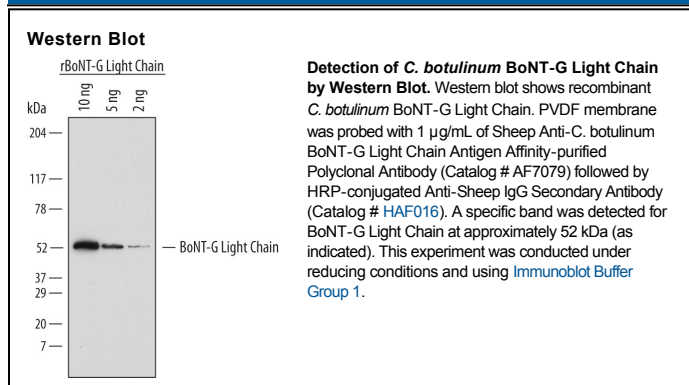 Western Blot
rBoNT-G Light Chain
10 ng
5 ng
2 ng
kDa
204
117
78
52
37
29
20
7
BoNT-G Light Chain
Detection of C. botulinum BoNT-G Light Chain
by Western Blot. Western blot shows recombinant
C. botulinum BoNT-G Light Chain. PVDF membrane
was probed with 1 µg/mL of Sheep Anti-C. botulinum
BoNT-G Light Chain Antigen Affinity-purified
Polyclonal Antibody (Catalog # AF7079) followed by
HRP-conjugated Anti-Sheep IgG Secondary Antibody
(Catalog # HAF016). A specific band was detected for
BoNT-G Light Chain at approximately 52 kDa (as
indicated). This experiment was conducted under
reducing conditions and using Immunoblot Buffer
Group 1.